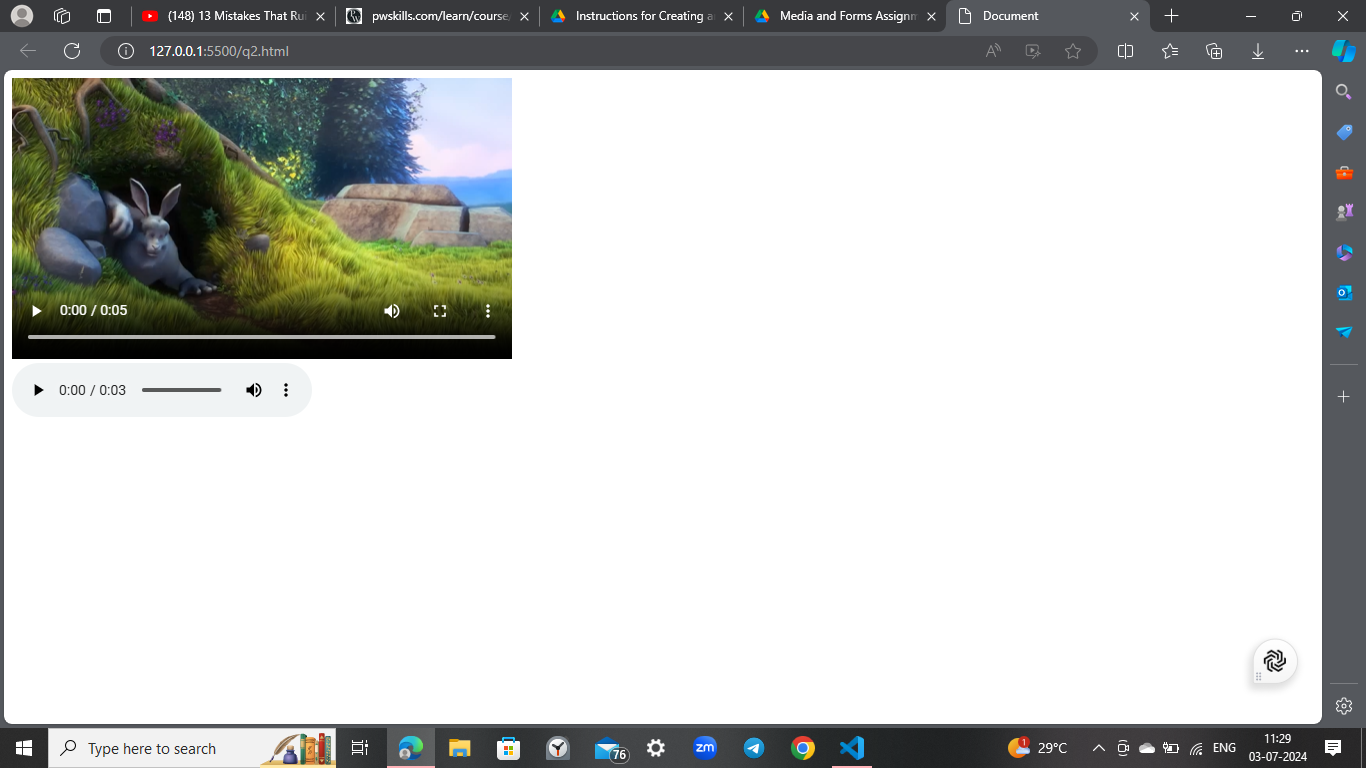 (148) 13 Mistakes That Rui
pwskills.com/learn/course/
Instructions for Creating a
Media and Forms Assignm
Document
127.0.0.1:5500/q2.html
0:00 / 0:05
0:00 / 0:03
Type here to search
76
zm
1
29°C
ENG
11:29
03-07-2024